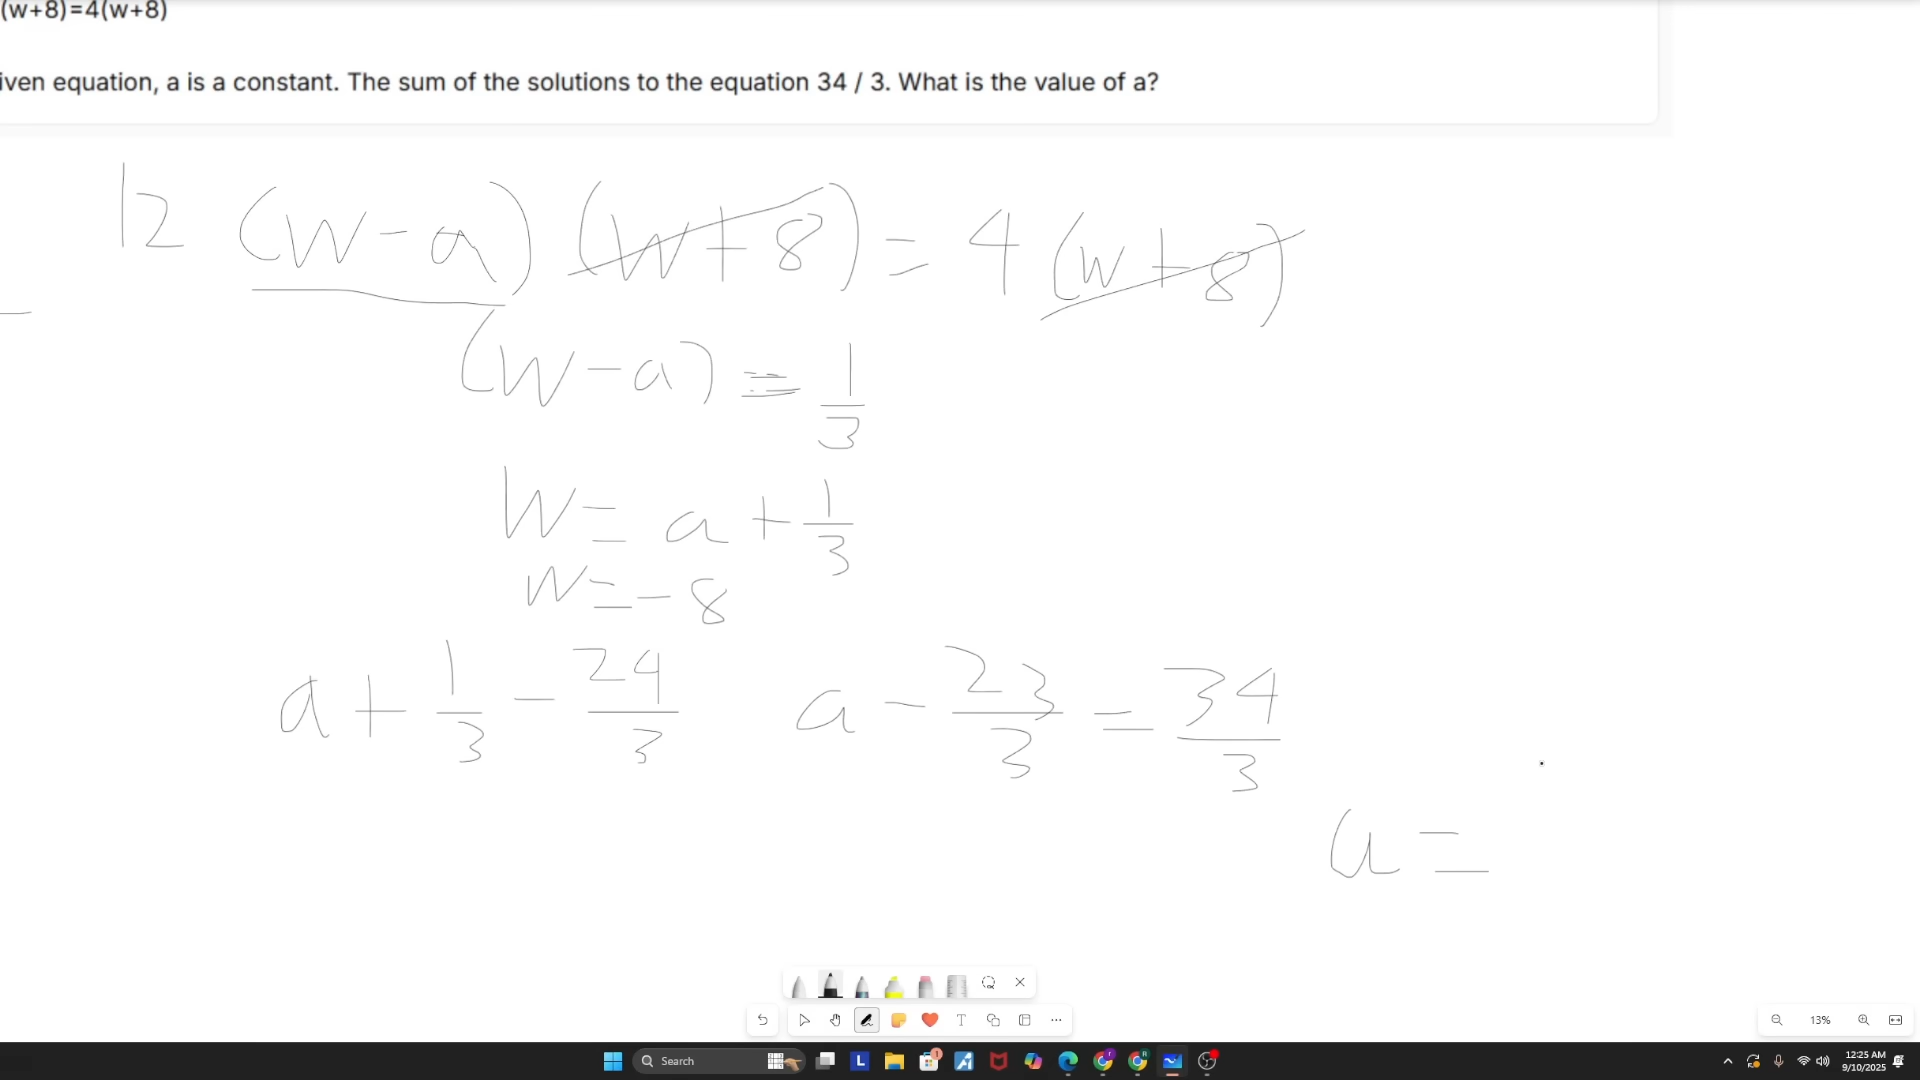 (w+8)=4(w+8)
iven equation, a is a constant. The sum of the solutions to the equation 34 / 3. What is the value of a?
12 (w-a) (w+8) = 4 (w+8)
(w-a) = 1/3
w = a + 1/3
w = -8
a + 1/3 - 24/3 a - 23/3 = 34/3
a =
13%
Search
12:25 AM
9/10/2025